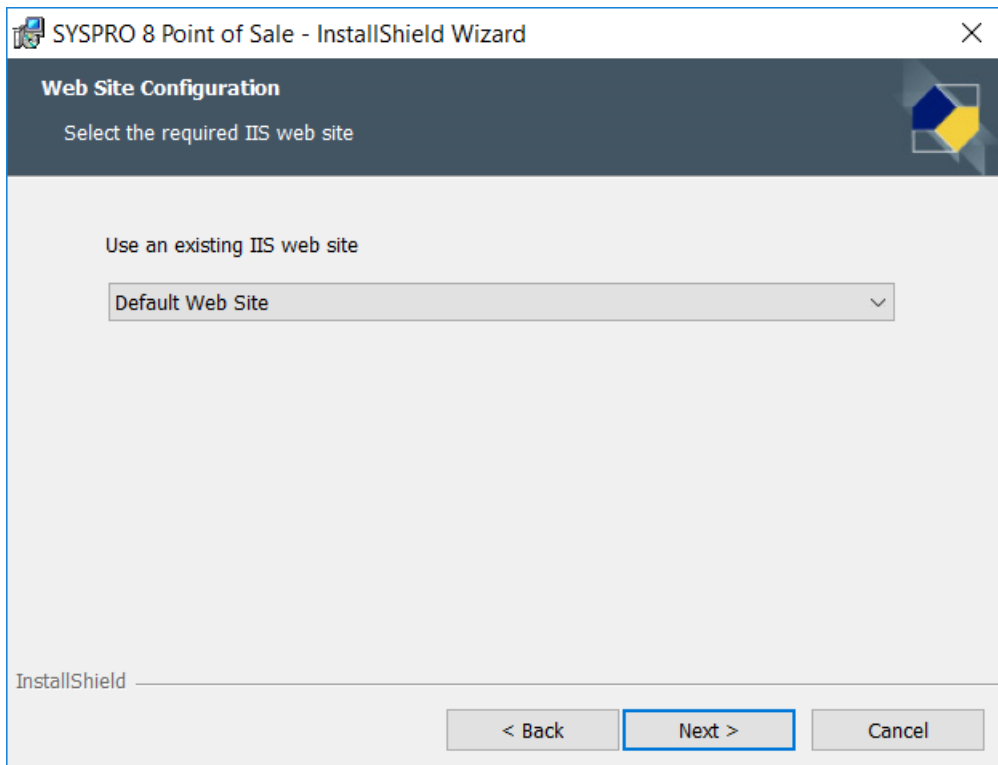 SYSPRO 8 Point of Sale - InstallShield Wizard
Web Site Configuration
Select the required IIS web site
Use an existing IIS web site
Default Web Site
InstallShield
< Back
Next >
Cancel